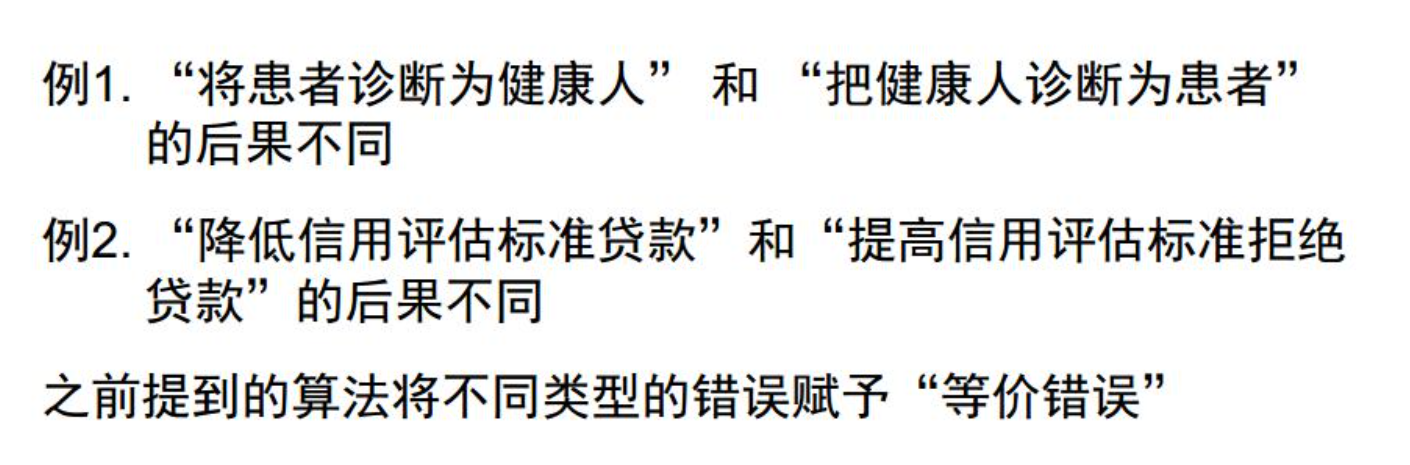 例1. “将患者诊断为健康人” 和 “把健康人诊断为患者”
的后果不同
例2. “降低信用评估标准贷款”和“提高信用评估标准拒绝
贷款”的后果不同
之前提到的算法将不同类型的错误赋予“等价错误”